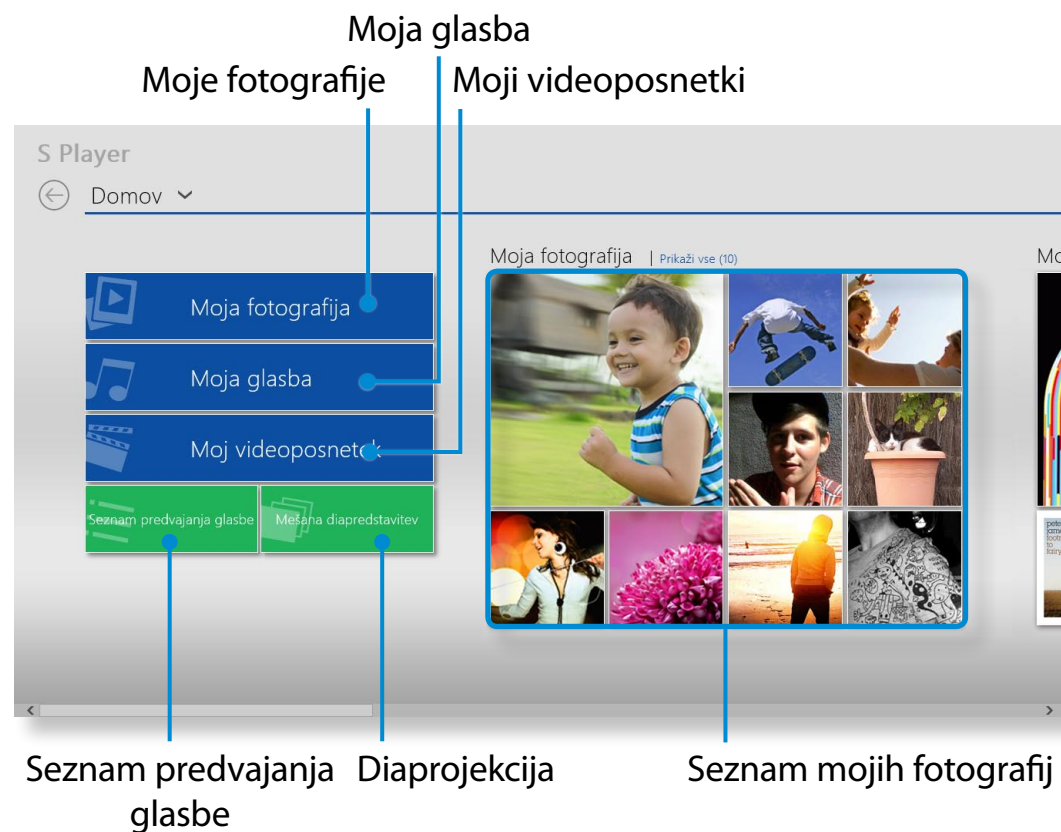 Moja glasba
Moje fotografije
Moji videoposnetki
S Player
Domov
Moja fotografija | Prikaži vse (10)
Mo
Moja fotografija
Moja glasba
Moj videoposnetek
Seznam predvajanja glasbe
Mešana diapredstavitev
Seznam predvajanja
glasbe
Diaprojekcija
Seznam mojih fotografij